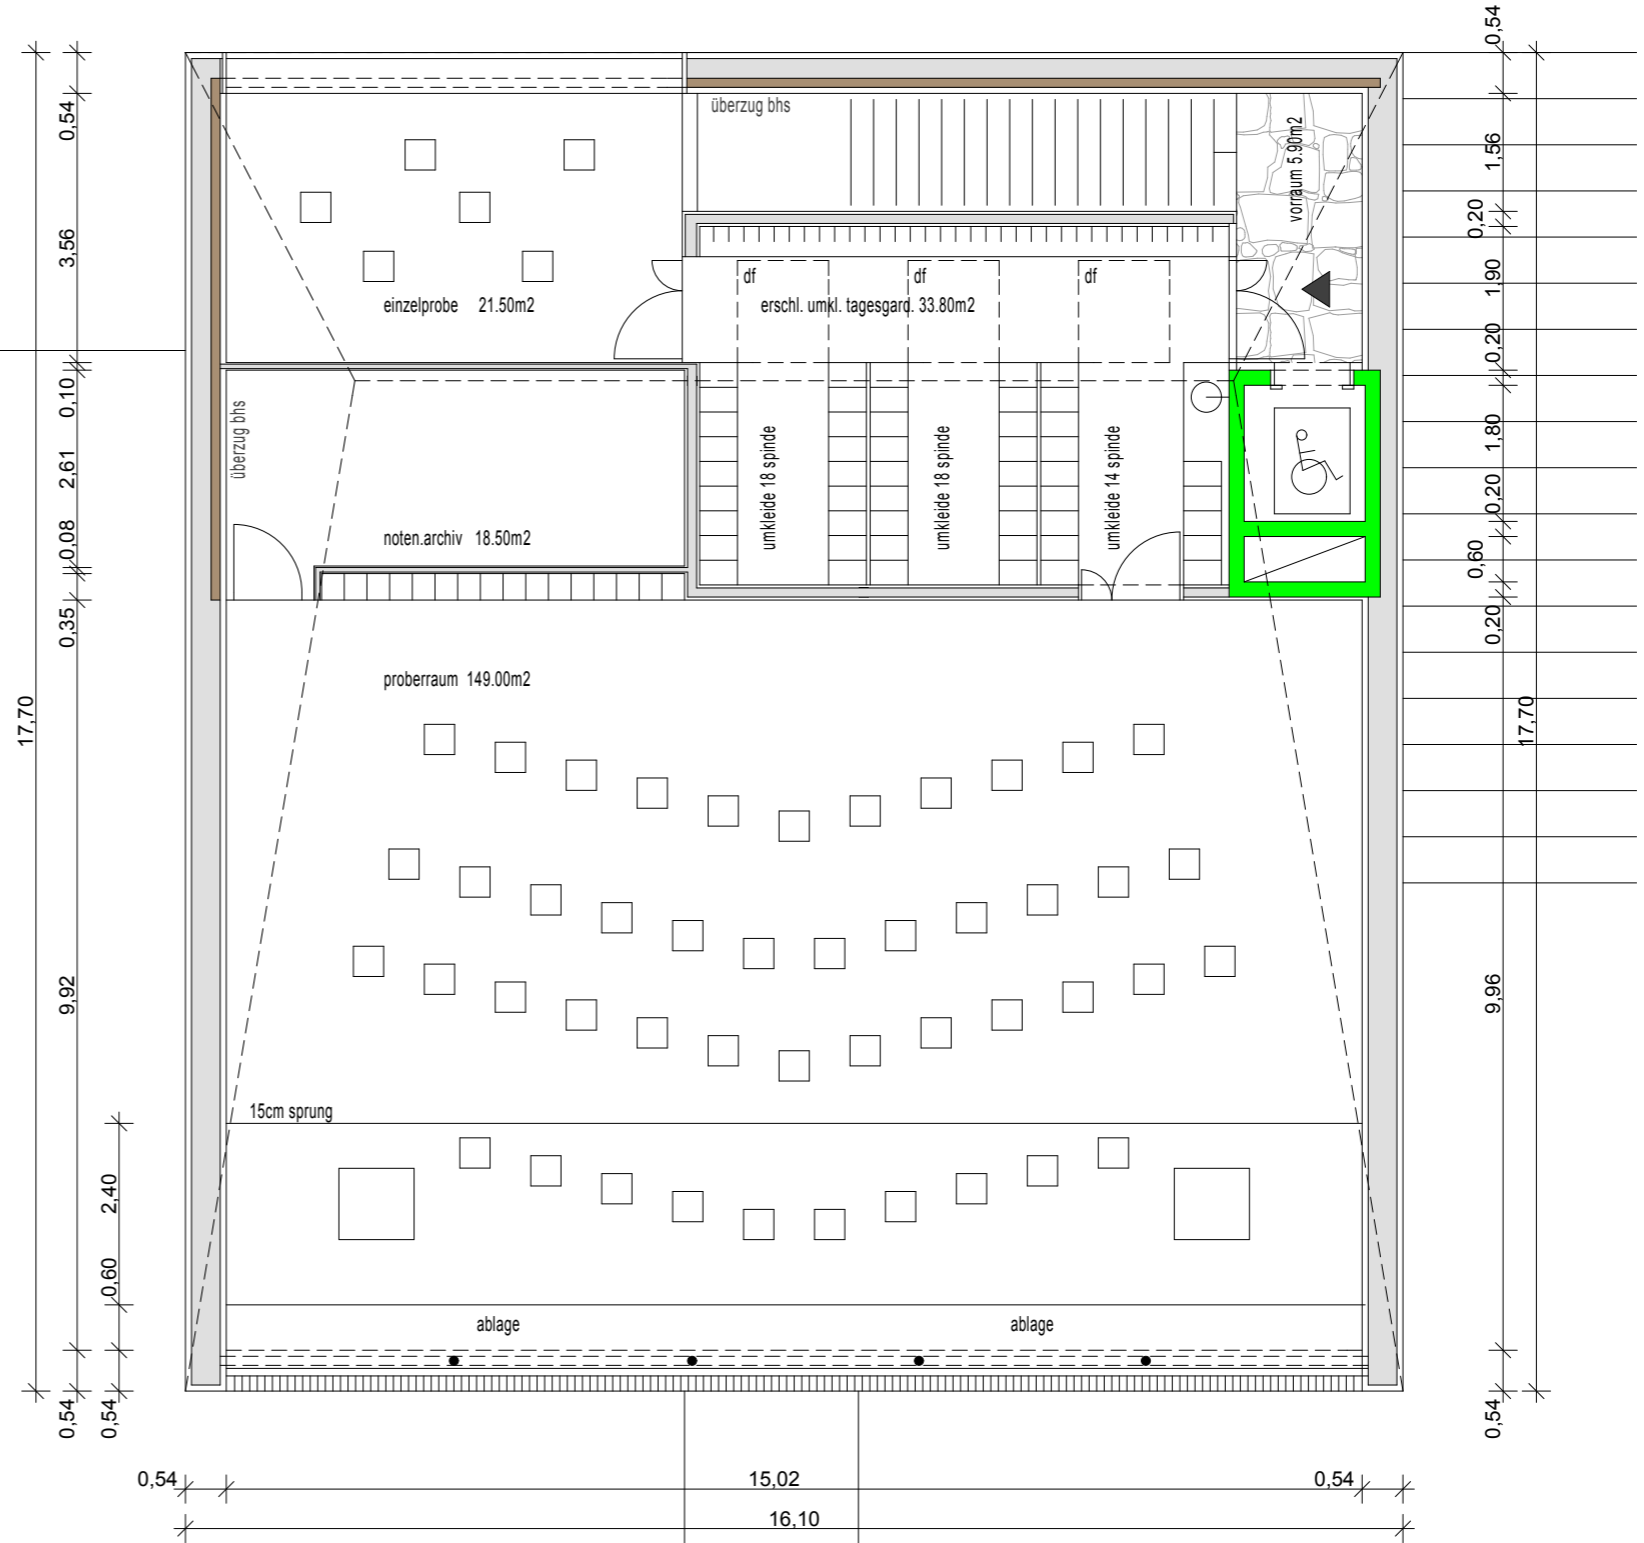 überzug bhs
vorraum 5.90m2
df
df
df
einzelprobe 21.50m2
erschl. umkl. tagesgard. 33.80m2
überzug bhs
umkleide 18 spinde
umkleide 18 spinde
umkleide 14 spinde
noten.archiv 18.50m2
proberraum 149.00m2
15cm sprung
ablage
ablage
17,70
0,54
3,56
0,10
2,61
0,08
0,35
9,92
0,54
2,40
0,60
0,54
0,54
1,56
0,20
1,90
0,20
1,80
0,20
0,60
0,20
9,96
0,54
17,70
0,54
15,02
0,54
16,10